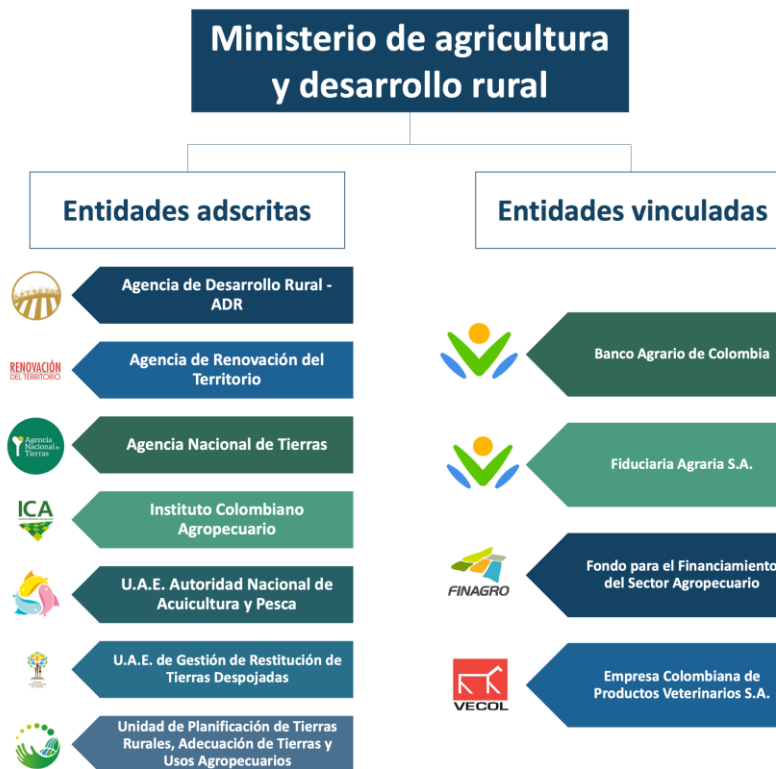 Ministerio de agricultura
y desarrollo rural
Entidades adscritas
Agencia de Desarrollo Rural -
ADR
RENOVACIÓN
DEL TERRITORIO
Agencia de Renovación del
Territorio
Agencia
Nacional de
Tierras
Agencia Nacional de Tierras
ICA
Instituto Colombiano
Agropecuario
U.A.E. Autoridad Nacional de
Acuicultura y Pesca
U.A.E. de Gestión de Restitución de
Tierras Despojadas
Unidad de Planificación de Tierras
Rurales, Adecuación de Tierras y
Usos Agropecuarios
Entidades vinculadas
Banco Agrario de Colombia
Fiduciaria Agraria S.A.
FINAGRO
Fondo para el Financiamiento
del Sector Agropecuario
VECOL
Empresa Colombiana de
Productos Veterinarios S.A.